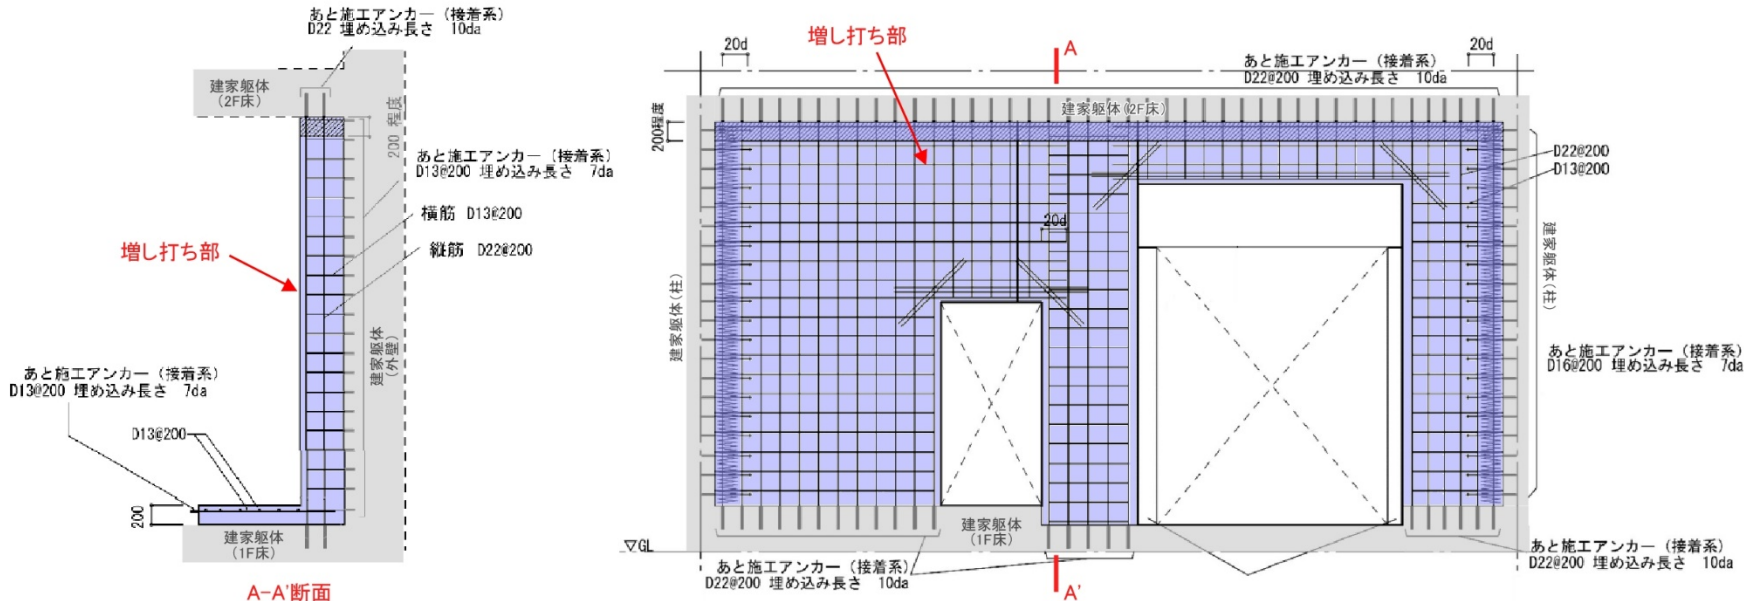 あと施工アンカー（接着系）
D22 埋め込み長さ 10da
建家躯体
（2F床）
200 程度
あと施工アンカー（接着系）
D13@200 埋め込み長さ 7da
横筋 D13@200
増し打ち部
縦筋 D22@200
建家躯体
（外壁）
あと施工アンカー（接着系）
D13@200 埋め込み長さ 7da
D13@200
200
建家躯体
（1F床）
A-A'断面
20d
増し打ち部
A
20d
あと施工アンカー（接着系）
D22@200 埋め込み長さ 10da
建家躯体（2F床）
200程度
D22@200
D13@200
20d
建家躯体（柱）
建家躯体（柱）
あと施工アンカー（接着系）
D16@200 埋め込み長さ 7da
建家躯体
（1F床）
▽GL
あと施工アンカー（接着系）
D22@200 埋め込み長さ 10da
A'
あと施工アンカー（接着系）
D22@200 埋め込み長さ 10da